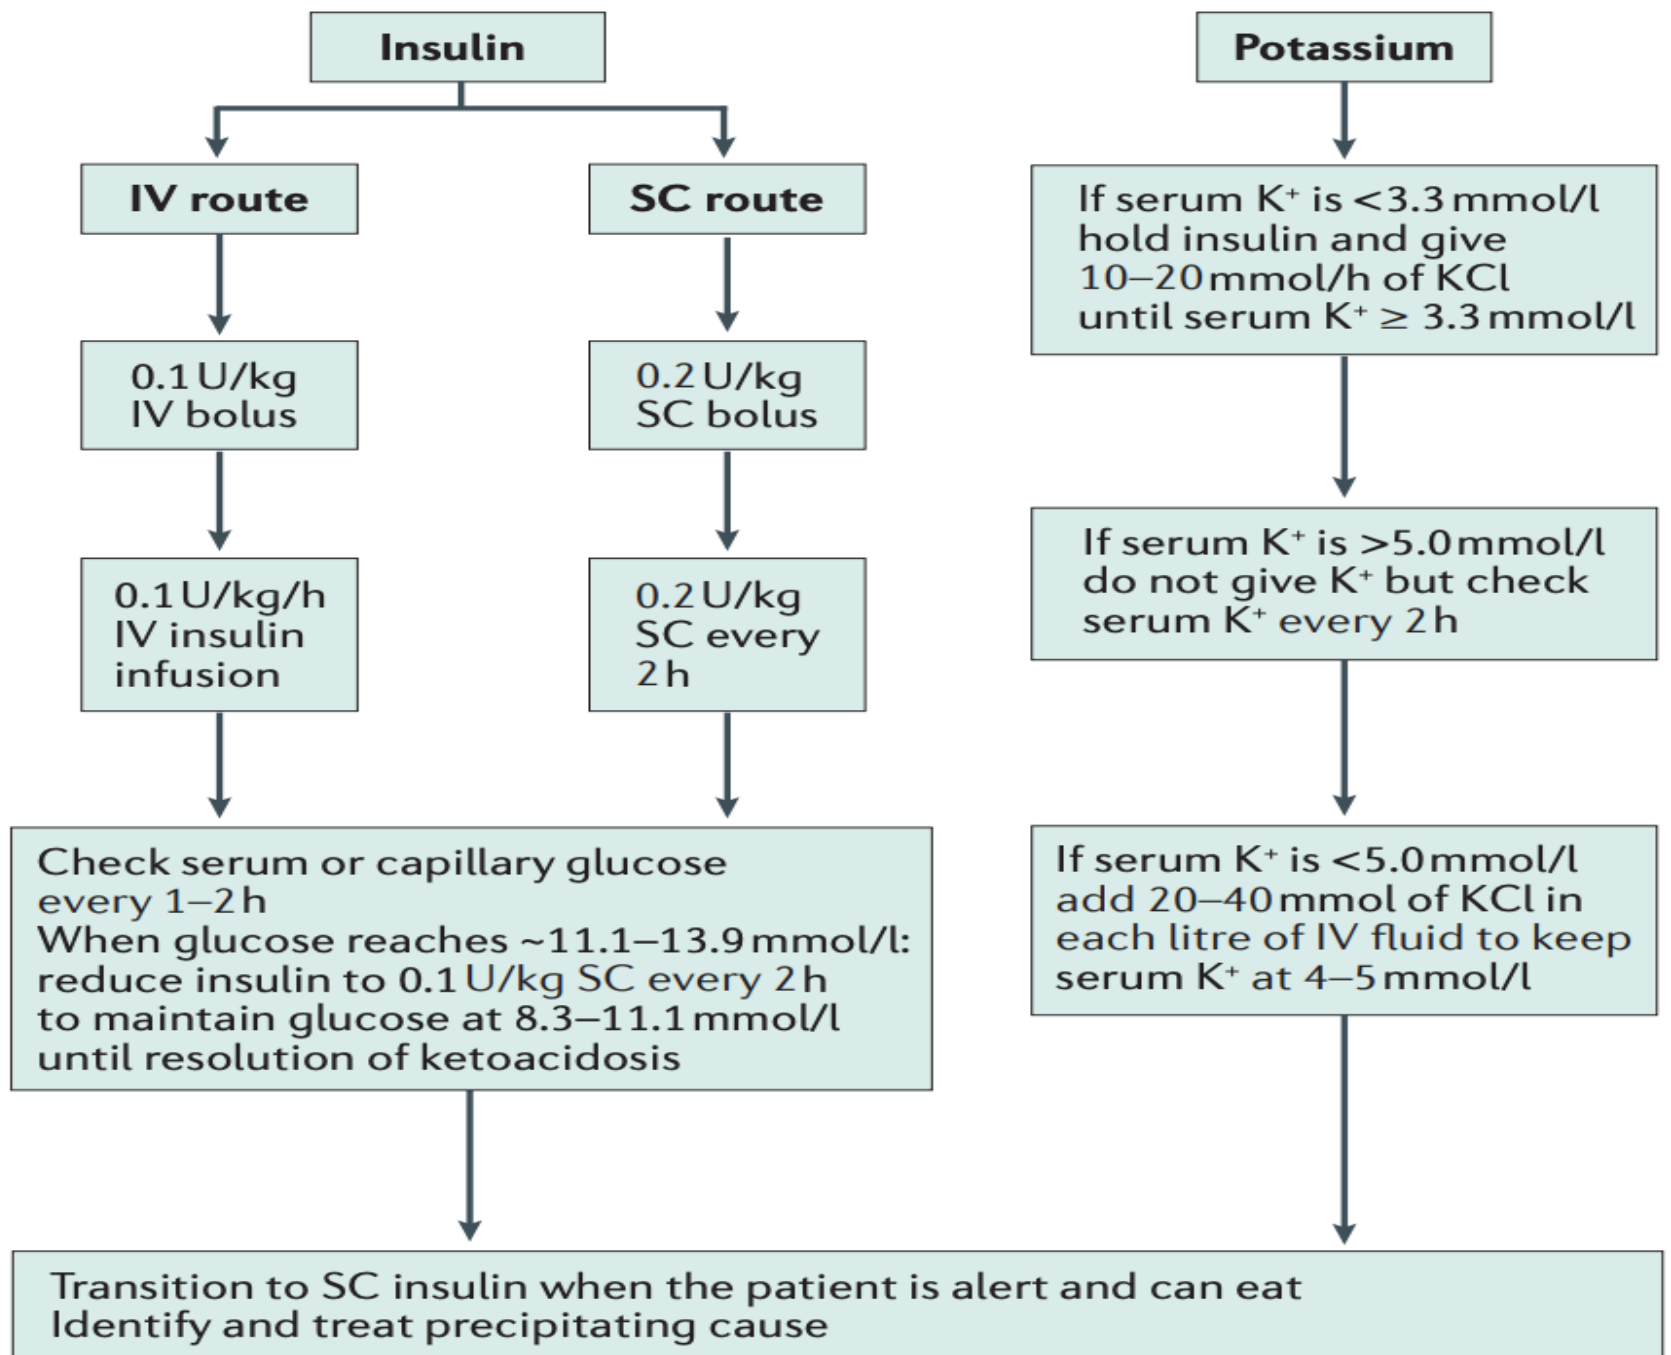 Insulin
IV route
SC route
0.1 U/kg
IV bolus
0.2 U/kg
SC bolus
0.1 U/kg/h
IV insulin
infusion
0.2 U/kg
SC every
2 h
Check serum or capillary glucose
every 1–2 h
When glucose reaches ~11.1–13.9 mmol/l:
reduce insulin to 0.1 U/kg SC every 2 h
to maintain glucose at 8.3–11.1 mmol/l
until resolution of ketoacidosis
Potassium
If serum K⁺ is <3.3 mmol/l
hold insulin and give
10–20 mmol/h of KCl
until serum K⁺ ≥ 3.3 mmol/l
If serum K⁺ is >5.0 mmol/l
do not give K⁺ but check
serum K⁺ every 2 h
If serum K⁺ is <5.0 mmol/l
add 20–40 mmol of KCl in
each litre of IV fluid to keep
serum K⁺ at 4–5 mmol/l
Transition to SC insulin when the patient is alert and can eat
Identify and treat precipitating cause